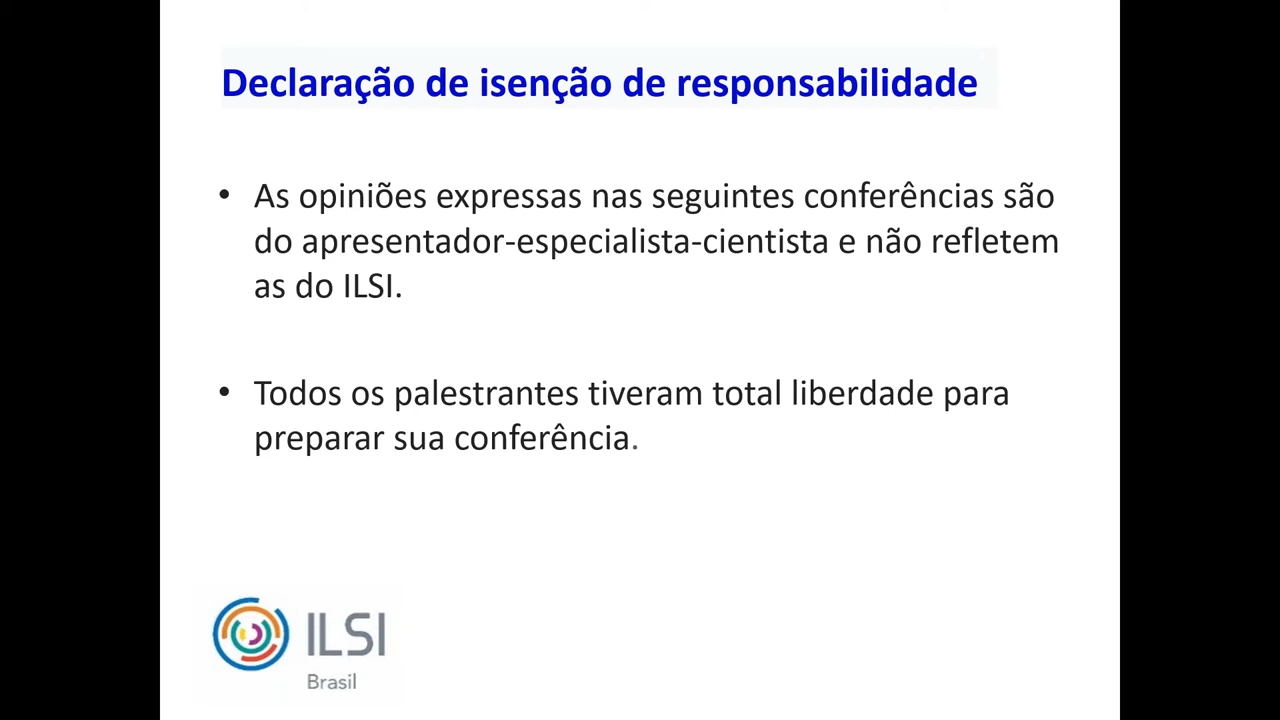 Declaração de isenção de responsabilidade
• As opiniões expressas nas seguintes conferências são
do apresentador-especialista-cientista e não refletem
as do ILSI.
• Todos os palestrantes tiveram total liberdade para
preparar sua conferência.
ILSI
Brasil